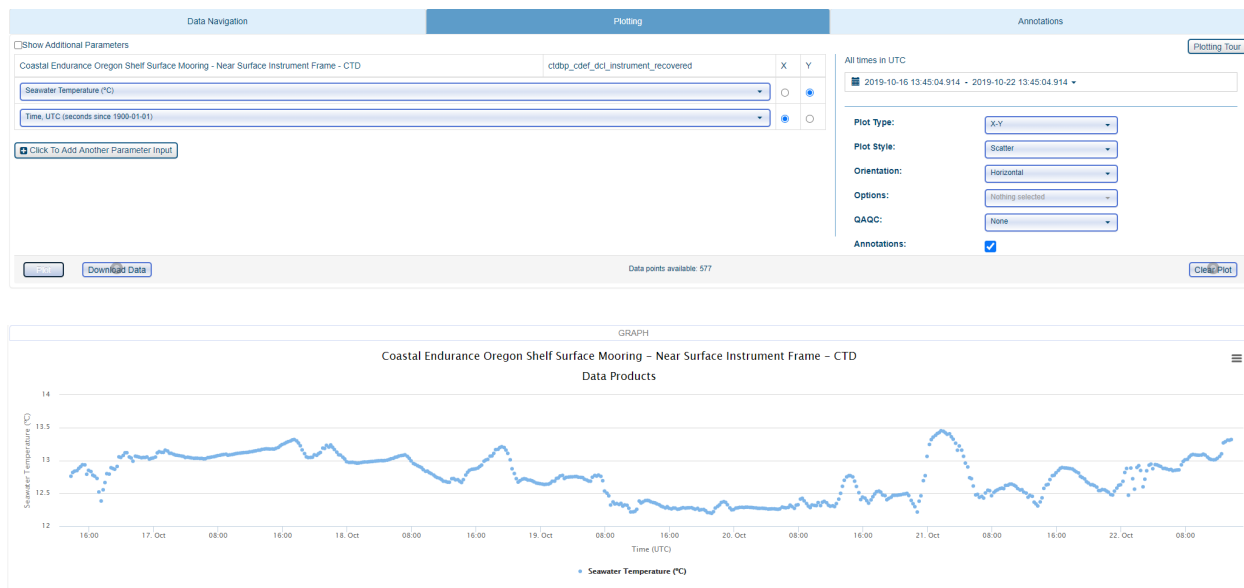 Data Navigation
Plotting
Annotations
Show Additional Parameters
Plotting Tour
Coastal Endurance Oregon Shelf Surface Mooring - Near Surface Instrument Frame - CTD
ctdbp_cdef_dcl_instrument_recovered
X
Y
All times in UTC
Seawater Temperature (ºC)
2019-10-16 13:45:04.914 - 2019-10-22 13:45:04.914
Time, UTC (seconds since 1900-01-01)
Click To Add Another Parameter Input
Plot Type:
X-Y
Plot Style:
Scatter
Orientation:
Horizontal
Options:
Nothing selected
QAQC:
None
Annotations:
Plot
Download Data
Data points available: 577
Clear Plot
GRAPH
Coastal Endurance Oregon Shelf Surface Mooring - Near Surface Instrument Frame - CTD
Data Products
Seawater Temperature (ºC)
14
13.5
13
12.5
12
16:00 17. Oct 08:00 16:00 18. Oct 08:00 16:00 19. Oct 08:00 16:00 20. Oct 08:00 16:00 21. Oct 08:00 16:00 22. Oct 08:00
Time (UTC)
Seawater Temperature (ºC)